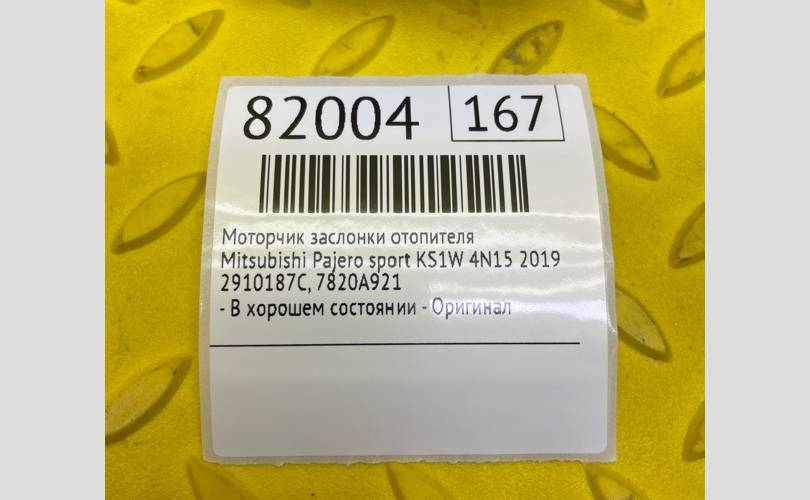 82004 167
Моторчик заслонки отопителя
Mitsubishi Pajero sport KS1W 4N15 2019
2910187C, 7820A921
- В хорошем состоянии - Оригинал